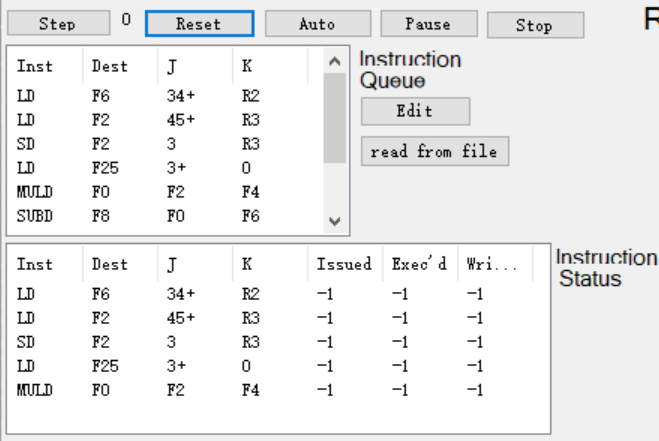 Step 0 Reset Auto Pause Stop R
Inst Dest J K
LD F6 34+ R2
LD F2 45+ R3
SD F2 3 R3
LD F25 3+ 0
MULD F0 F2 F4
SUBD F8 F0 F6
Instruction
Queue
Edit
read from file
Inst Dest J K Issued Exec'd Wri...
LD F6 34+ R2 -1 -1 -1
LD F2 45+ R3 -1 -1 -1
SD F2 3 R3 -1 -1 -1
LD F25 3+ 0 -1 -1 -1
MULD F0 F2 F4 -1 -1 -1
Instruction
Status